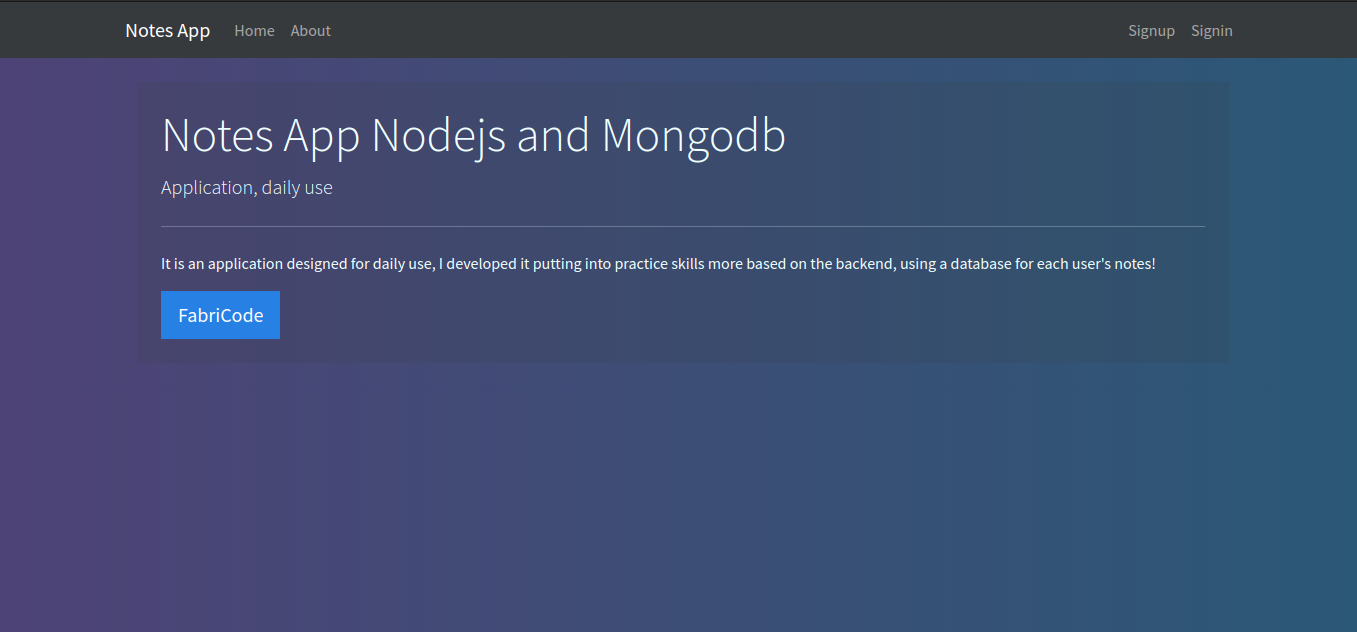 Notes App Home About Signup Signin
Notes App Nodejs and Mongodb
Application, daily use
It is an application designed for daily use, I developed it putting into practice skills more based on the backend, using a database for each user's notes!
FabriCode